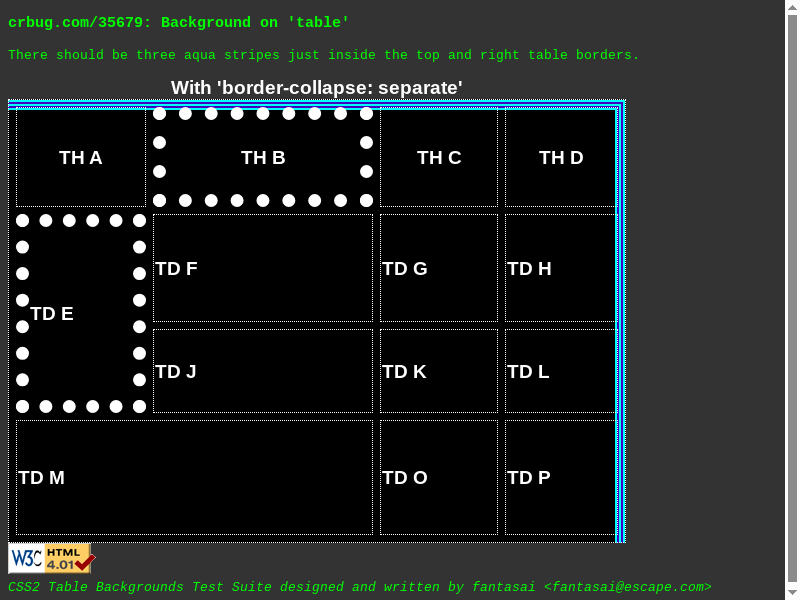 crbug.com/35679: Background on 'table'
There should be three aqua stripes just inside the top and right table borders.
With 'border-collapse: separate'
TH A TH B TH C TH D
TD F TD G TD H
TD E
TD J TD K TD L
TD M TD O TD P
W3C HTML 4.01
CSS2 Table Backgrounds Test Suite designed and written by fantasai <fantasai@escape.com>